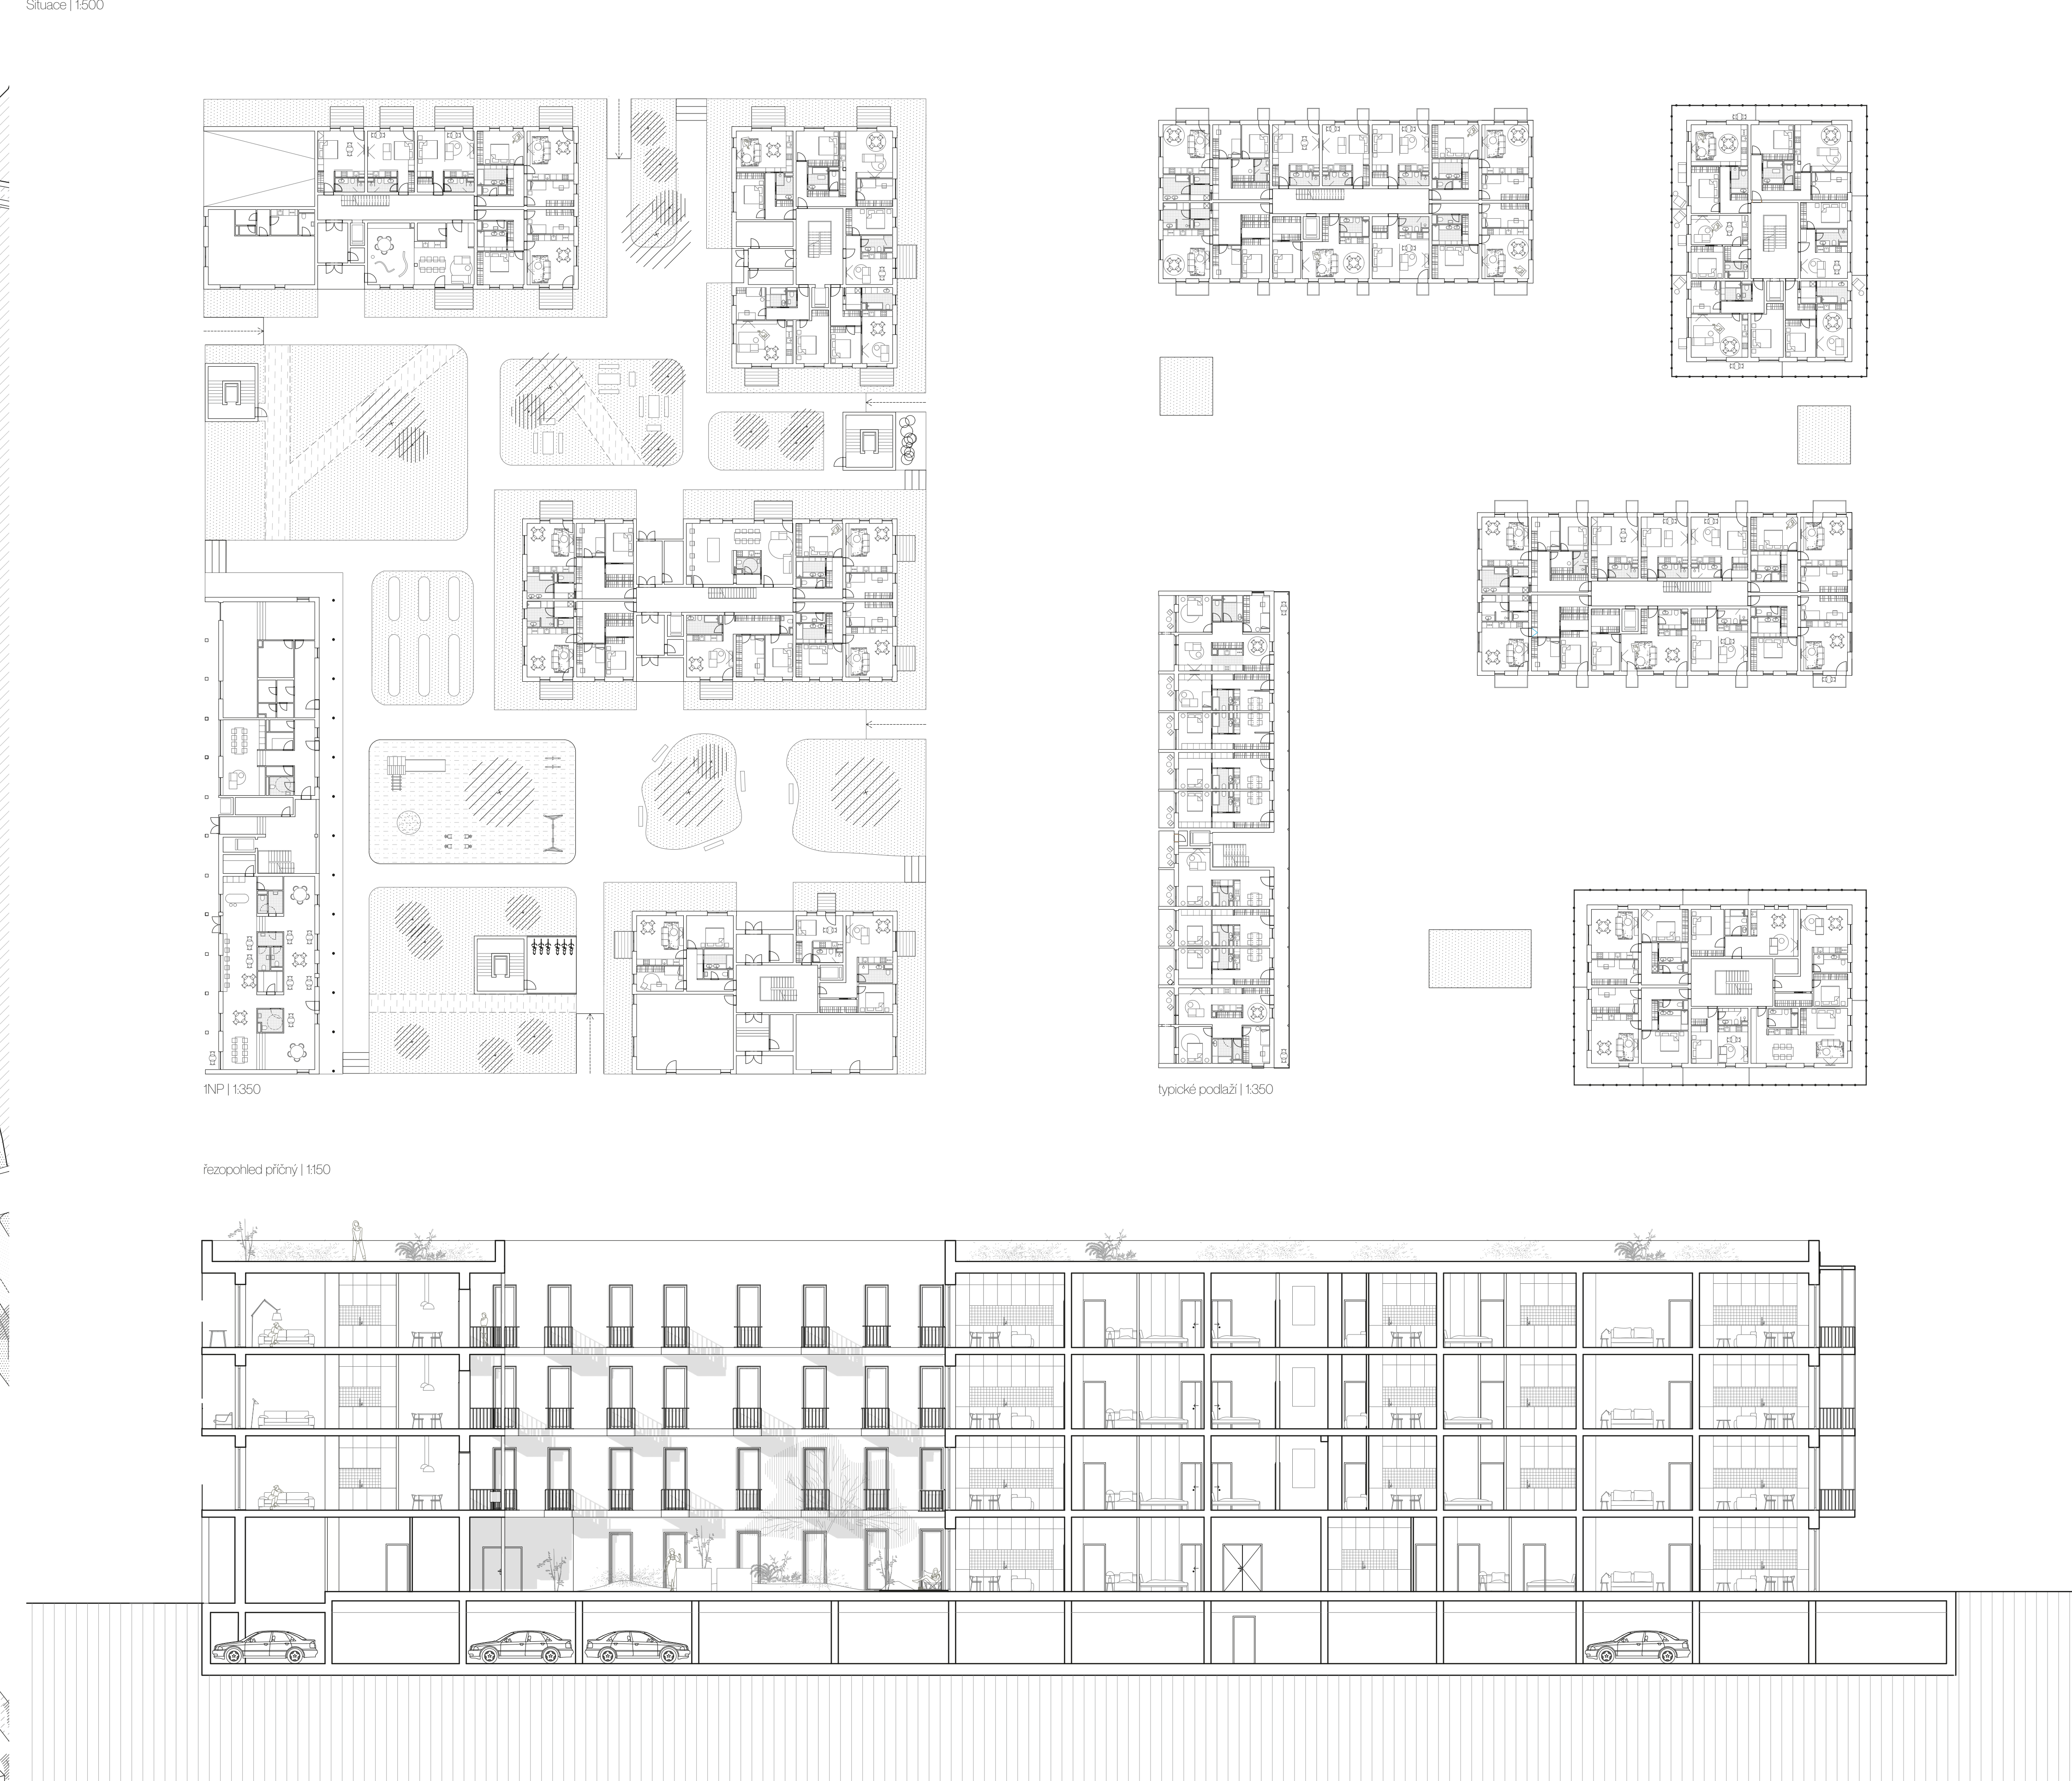 Situace | 1:500
1NP | 1:350
typické podlaží | 1:350
řezopohled příčný | 1:150